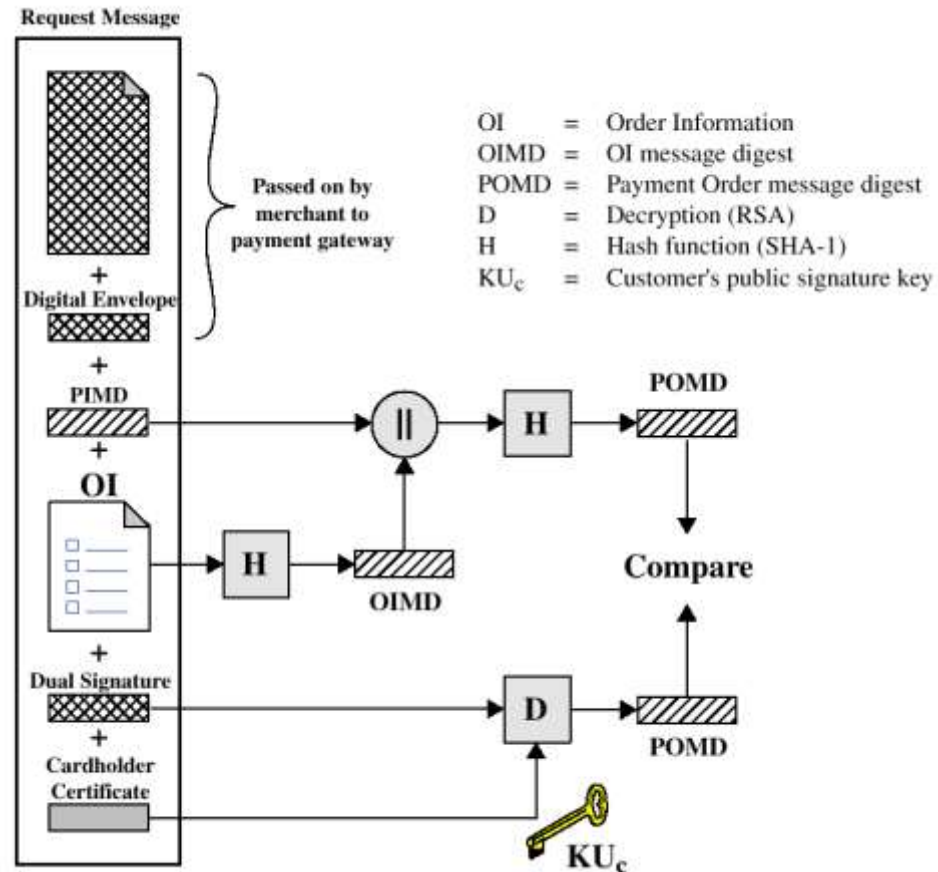 Request Message
Passed on by
merchant to
payment gateway
OI = Order Information
OIMD = OI message digest
POMD = Payment Order message digest
D = Decryption (RSA)
H = Hash function (SHA-1)
KUc = Customer's public signature key
+
Digital Envelope
+
PIMD
+
OI
||
H
POMD
H
OIMD
Compare
+
Dual Signature
+
Cardholder
Certificate
D
POMD
KUc